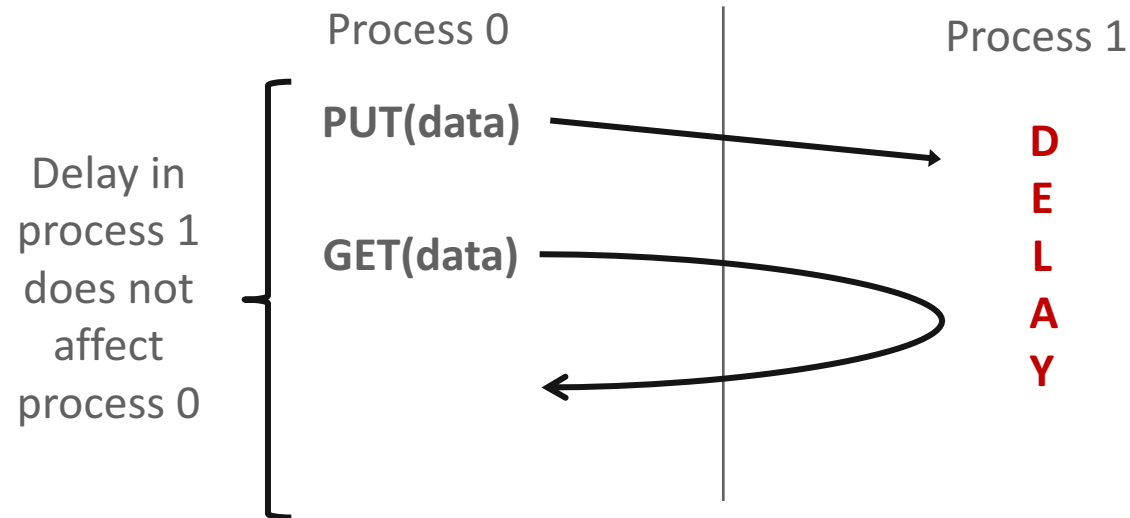 Process 0
Process 1
PUT(data)
GET(data)
Delay in
process 1
does not
affect
process 0
D
E
L
A
Y